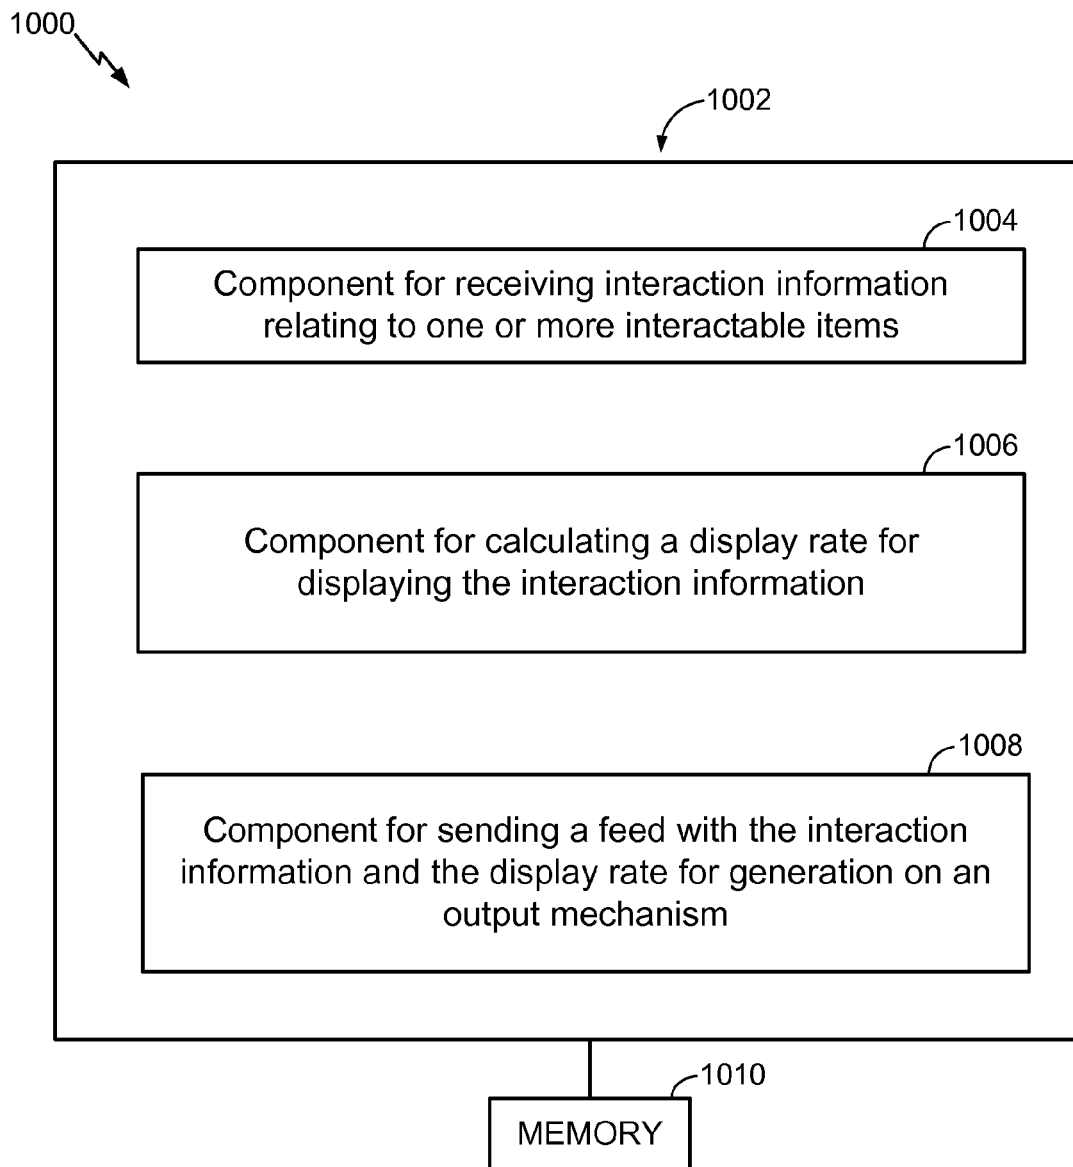 1000
1002
1004
Component for receiving interaction information
relating to one or more interactable items
1006
Component for calculating a display rate for
displaying the interaction information
1008
Component for sending a feed with the interaction
information and the display rate for generation on an
output mechanism
1010
MEMORY